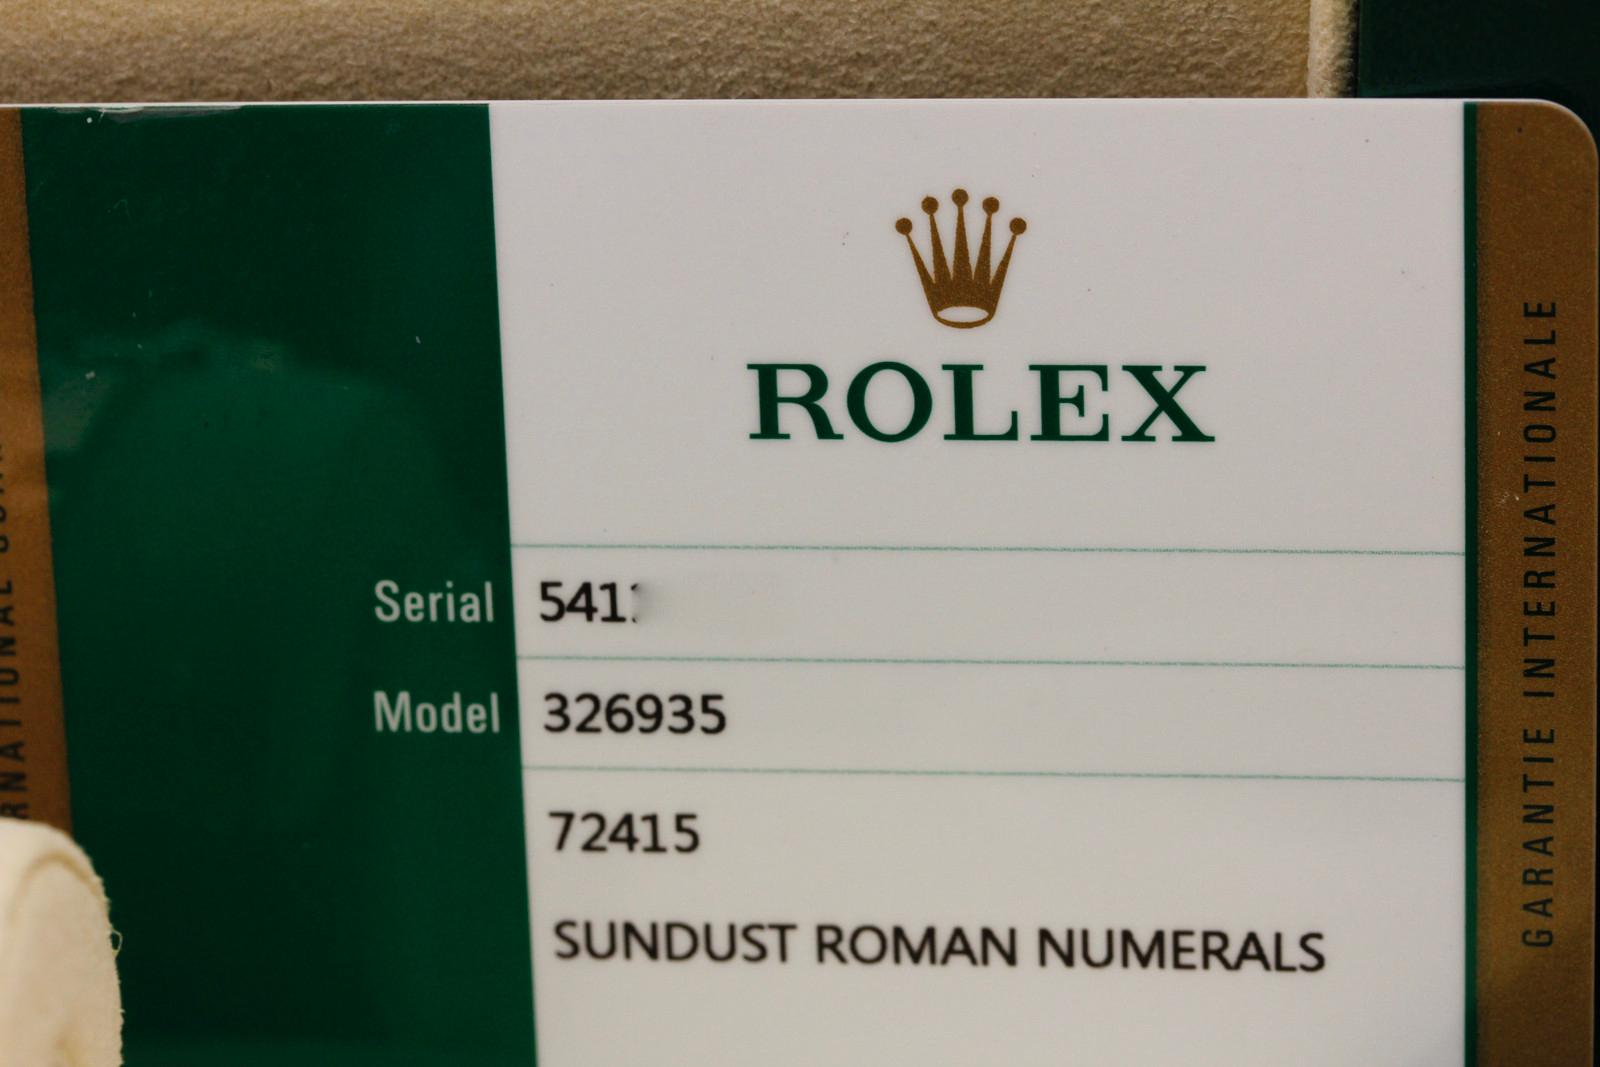 ROLEX
Serial 541
Model 326935
72415
SUNDUST ROMAN NUMERALS
GARANTIE INTERNATIONALE